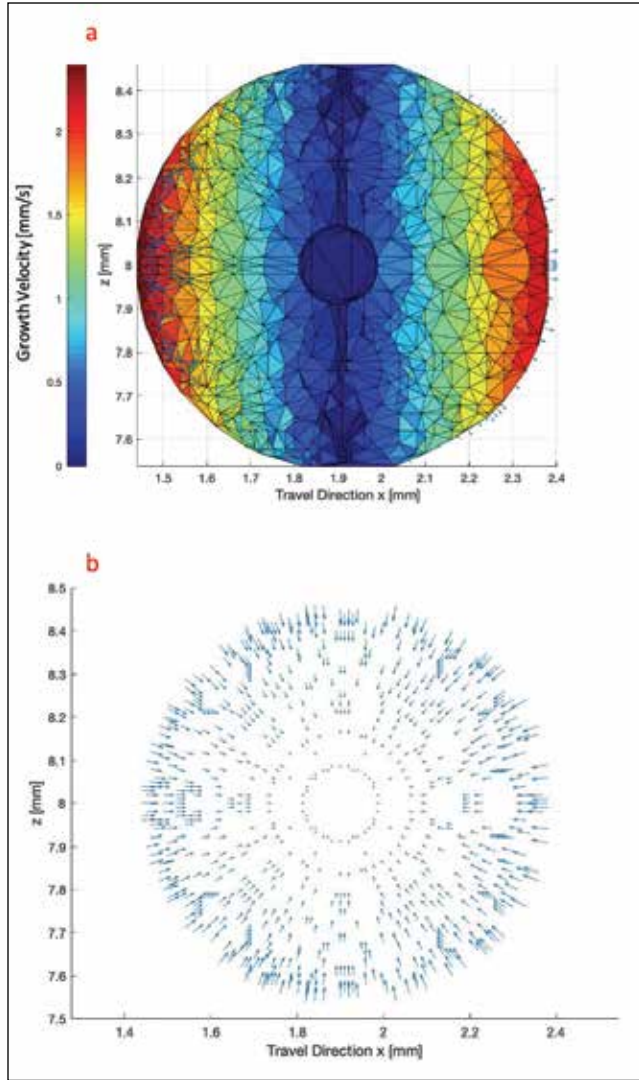 a
Growth Velocity [mm/s]
2
1.5
1
0.5
0
z [mm]
8.4
8.3
8.2
8.1
8
7.9
7.8
7.7
7.6
1.5 1.6 1.7 1.8 1.9 2 2.1 2.2 2.3 2.4
Travel Direction x [mm]
b
z [mm]
8.5
8.4
8.3
8.2
8.1
8
7.9
7.8
7.7
7.6
7.5
1.4 1.6 1.8 2 2.2 2.4
Travel Direction x [mm]